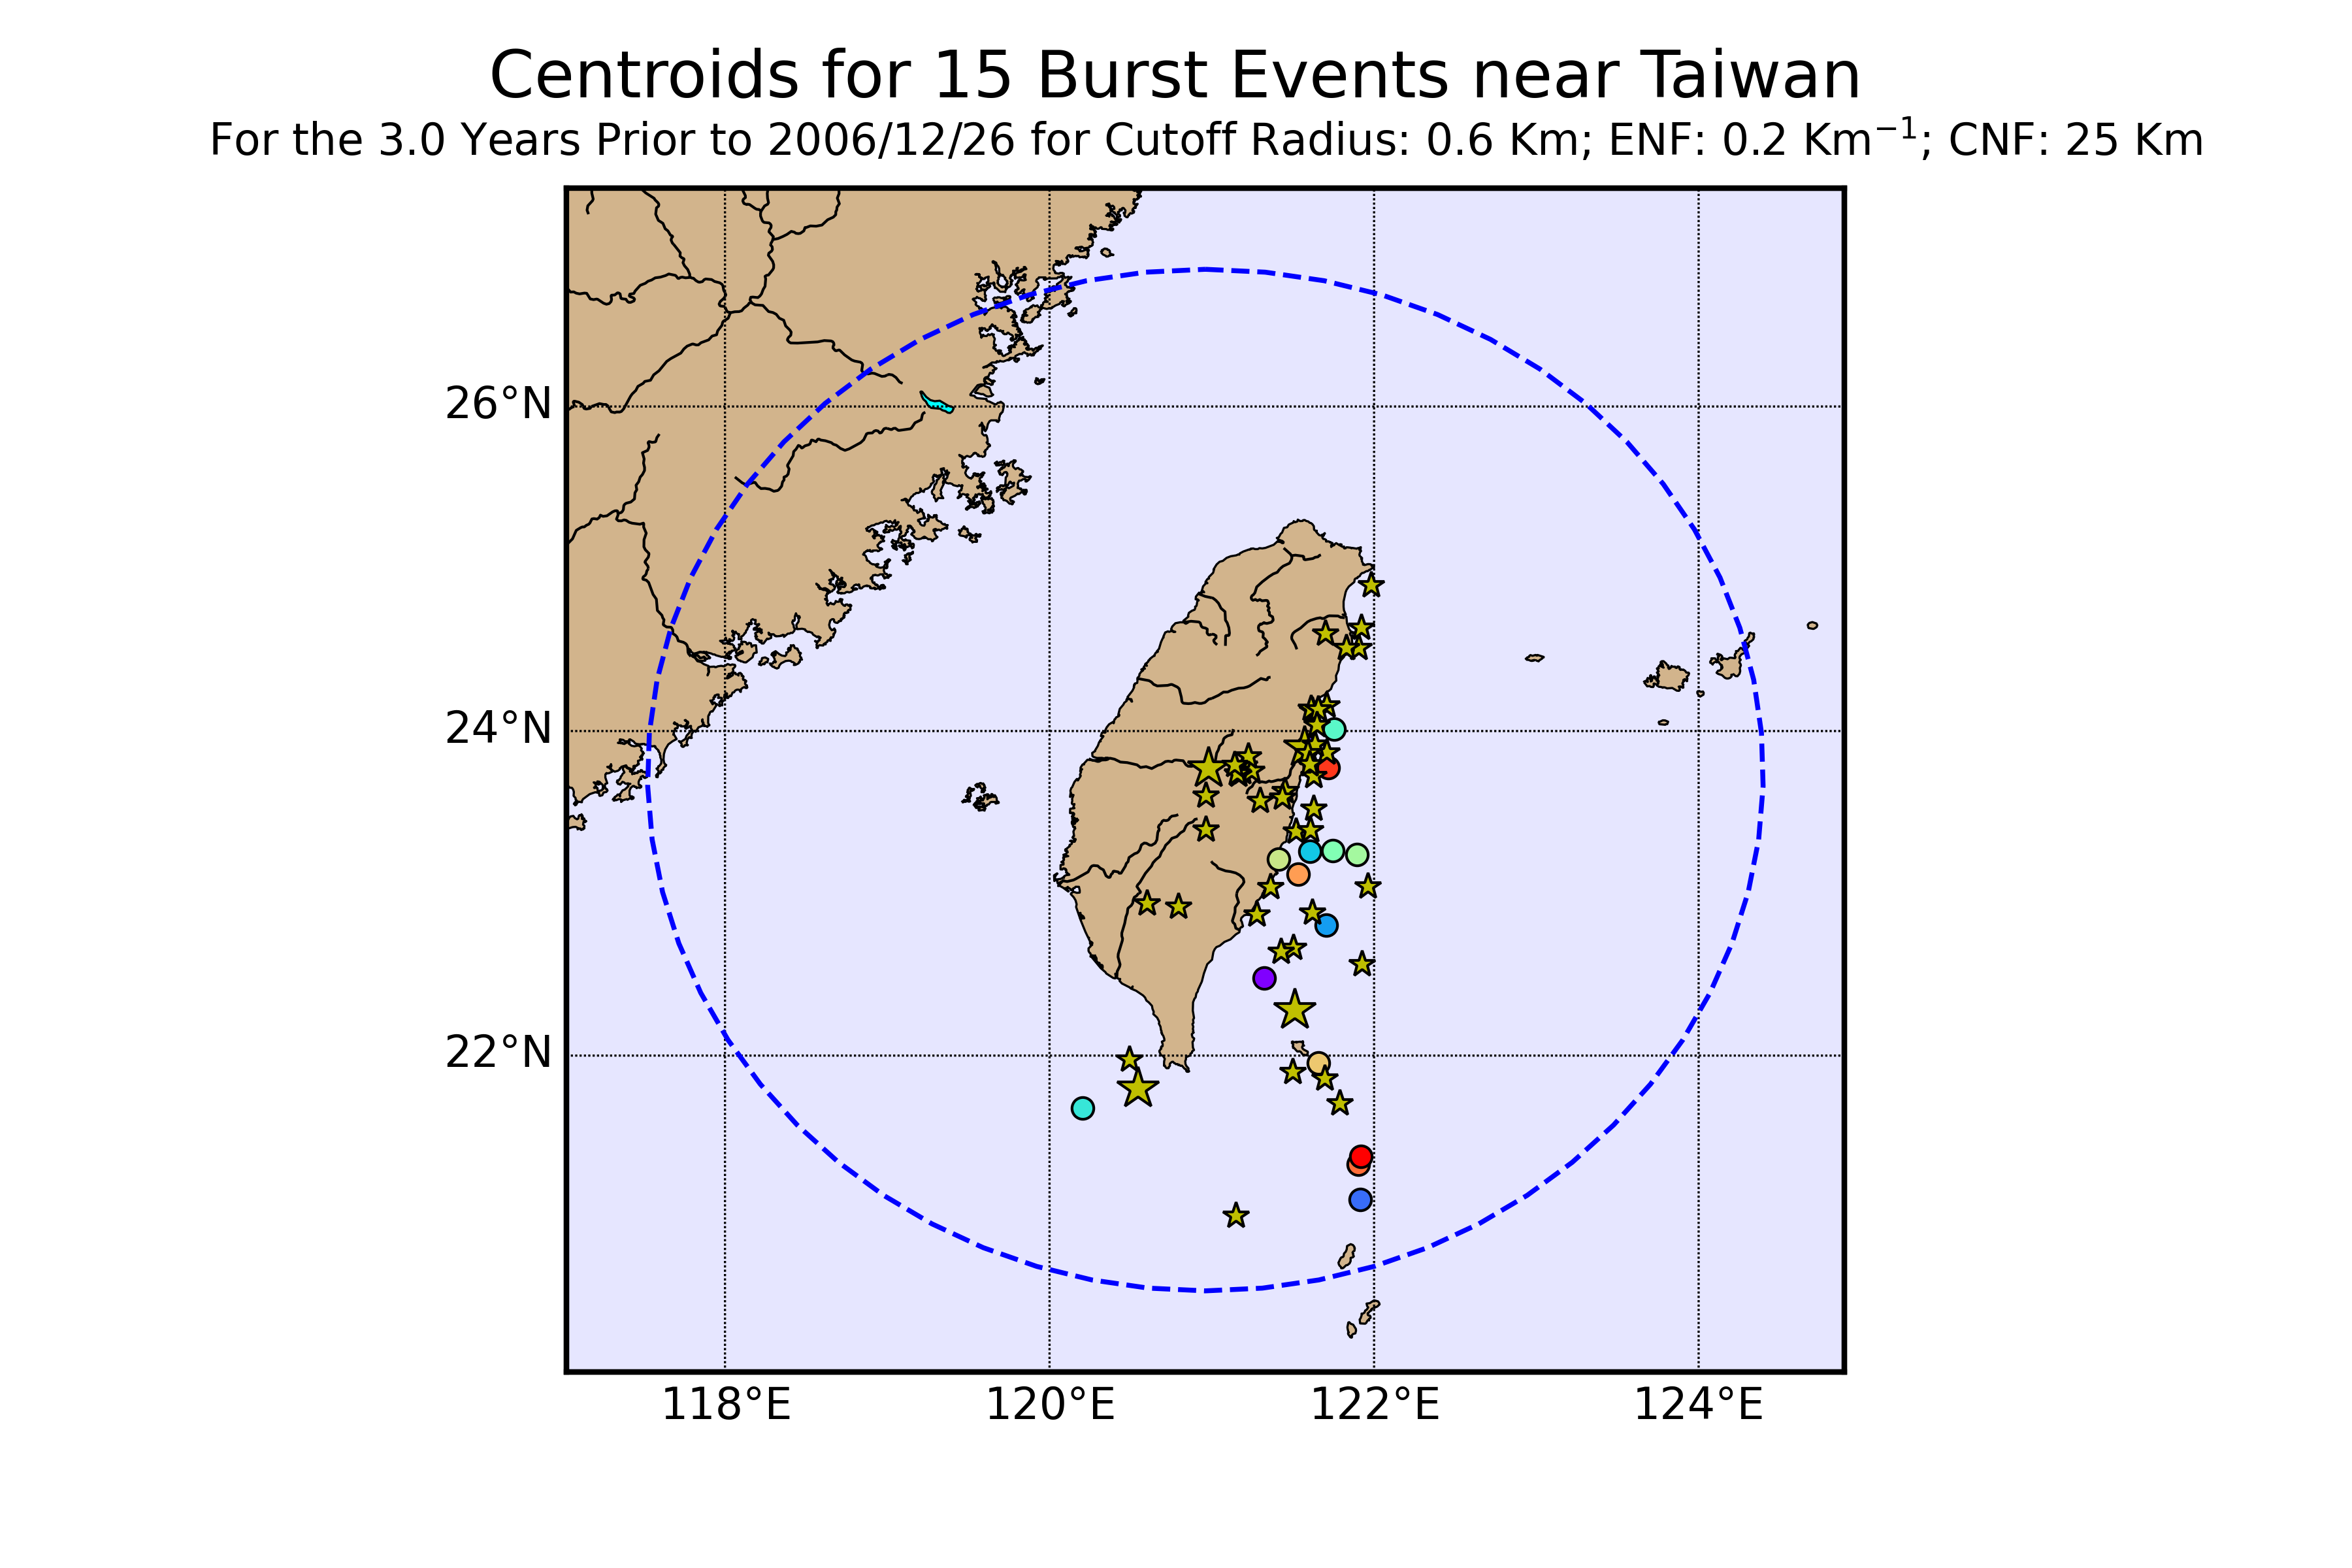 Centroids for 15 Burst Events near Taiwan
For the 3.0 Years Prior to 2006/12/26 for Cutoff Radius: 0.6 Km; ENF: 0.2 Km⁻¹; CNF: 25 Km
26°N
24°N
22°N
118°E 120°E 122°E 124°E